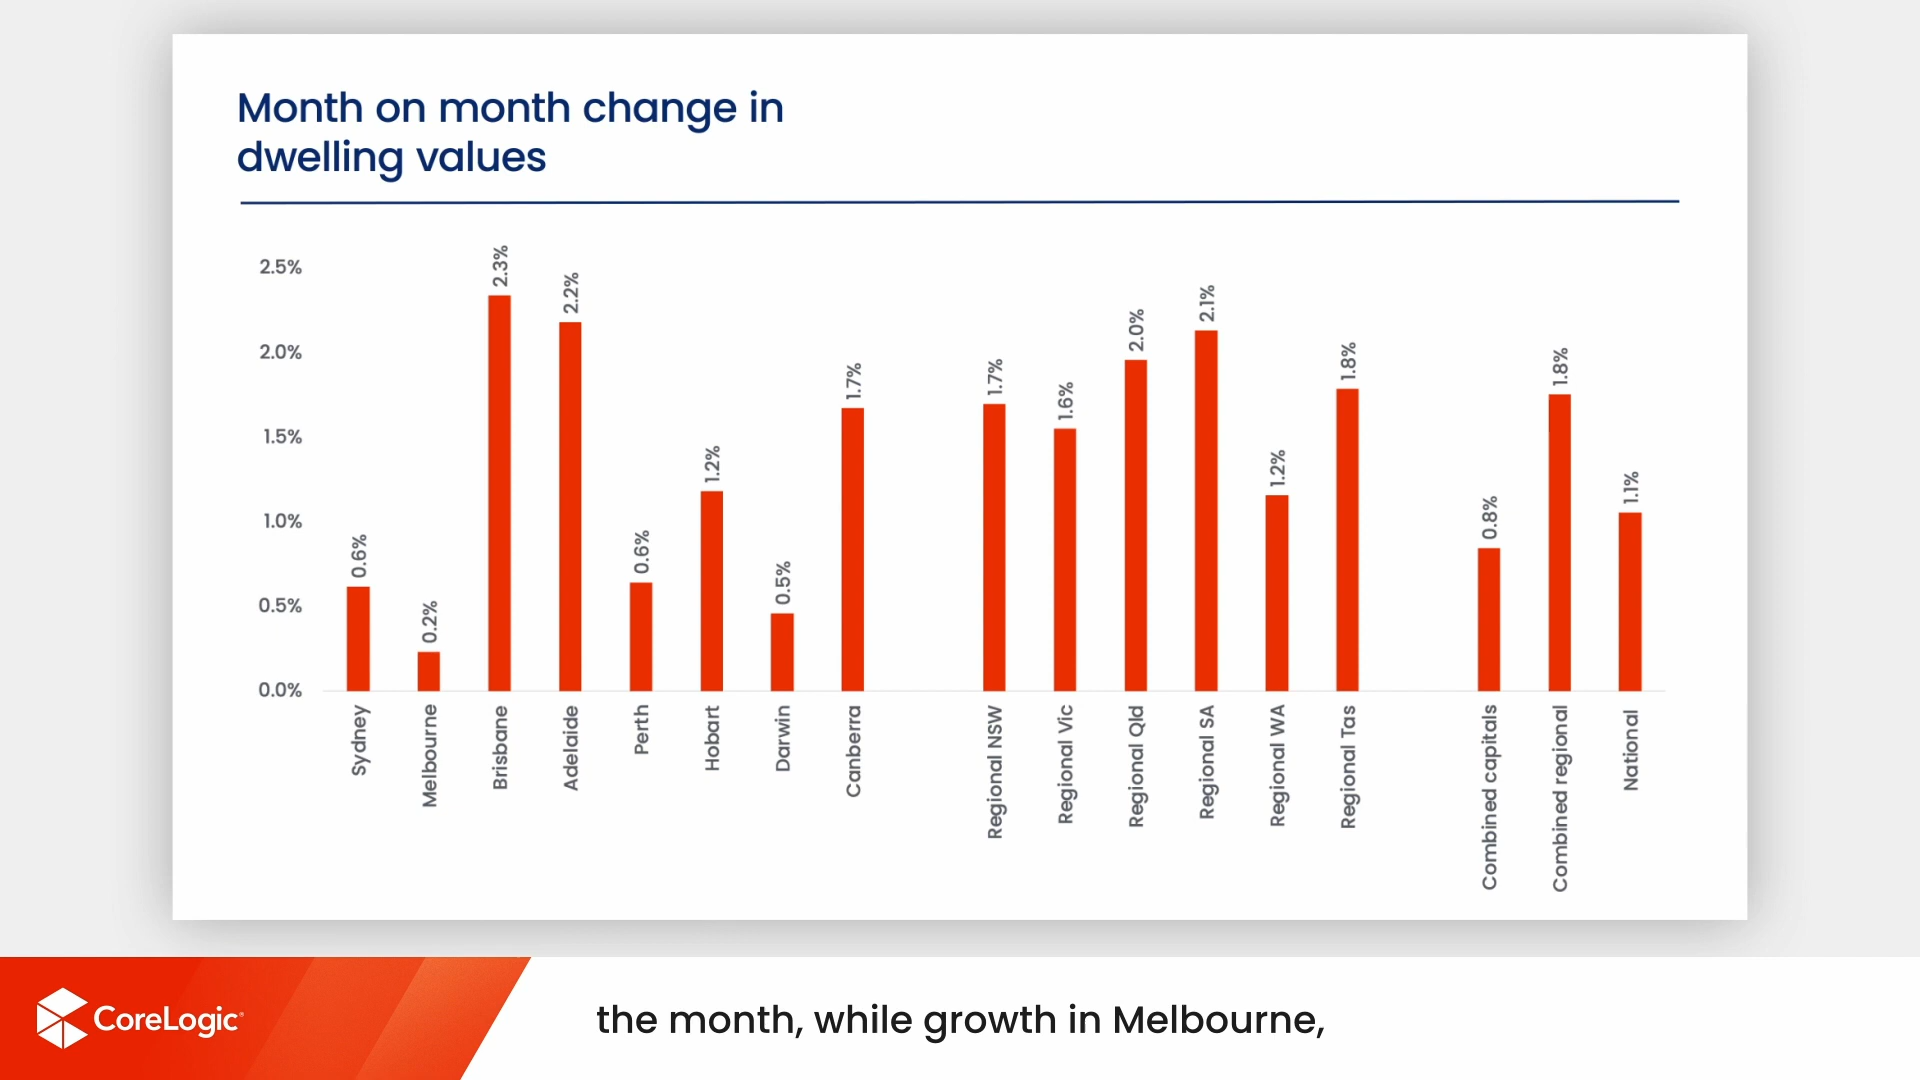 Month on month change in
dwelling values
2.5%
2.0%
1.5%
1.0%
0.5%
0.0%
0.6%
0.2%
2.3%
2.2%
0.6%
1.2%
0.5%
1.7%
1.7%
1.6%
2.0%
2.1%
1.2%
1.8%
0.8%
1.8%
1.1%
Sydney
Melbourne
Brisbane
Adelaide
Perth
Hobart
Darwin
Canberra
Regional NSW
Regional Vic
Regional Qld
Regional SA
Regional WA
Regional Tas
Combined capitals
Combined regional
National
CoreLogic
the month, while growth in Melbourne,